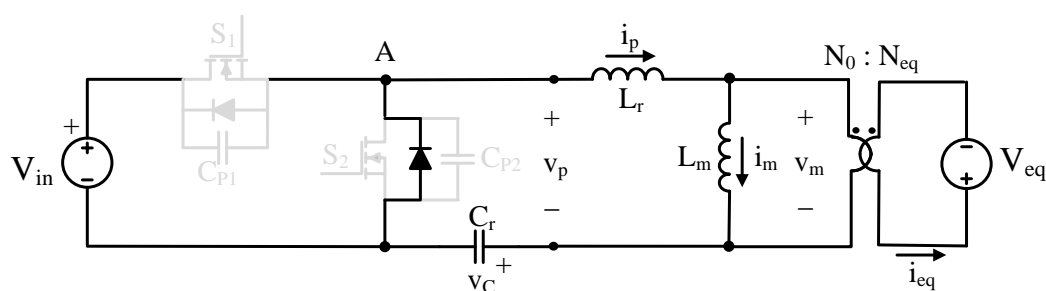 S1
A
ip
N0 : Neq
Lr
+
Vin
+
−
CP1
S2
CP2
+
vp
−
Lm
im
+
vm
−
−
+
Veq
Cr
vC
+
ieq